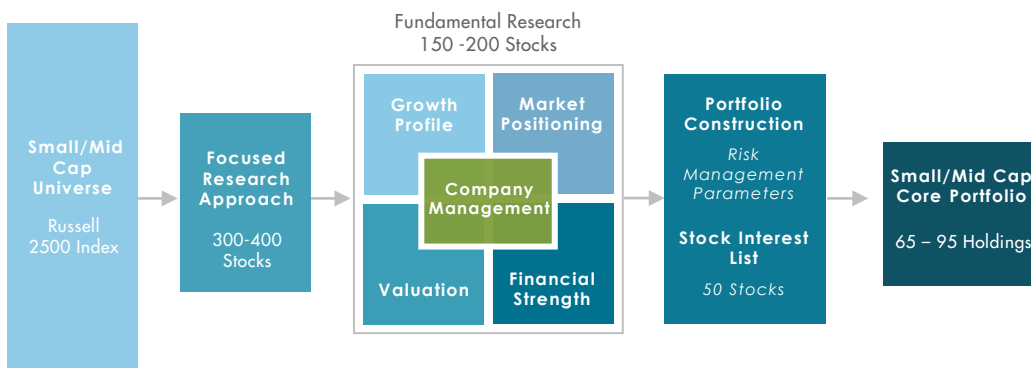 Fundamental Research
150 -200 Stocks
Small/Mid
Cap
Universe
Russell
2500 Index
Focused
Research
Approach
300-400
Stocks
Growth
Profile
Market
Positioning
Company
Management
Valuation
Financial
Strength
Portfolio
Construction
Risk
Management
Parameters
Stock Interest
List
50 Stocks
Small/Mid Cap
Core Portfolio
65 – 95 Holdings